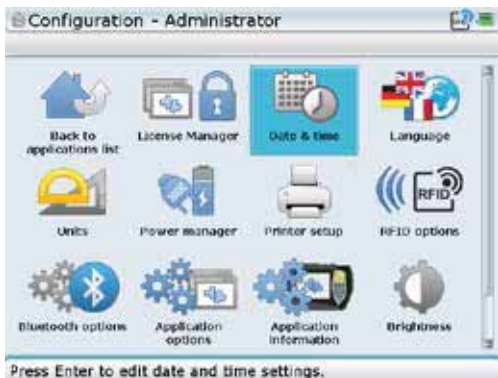 Configuration - Administrator
Back to
applications list
License Manager
Date & time
Language
Units
Power manager
Printer setup
RFID
RFID options
Bluetooth options
Application
options
Application
information
Brightness
Press Enter to edit date and time settings.